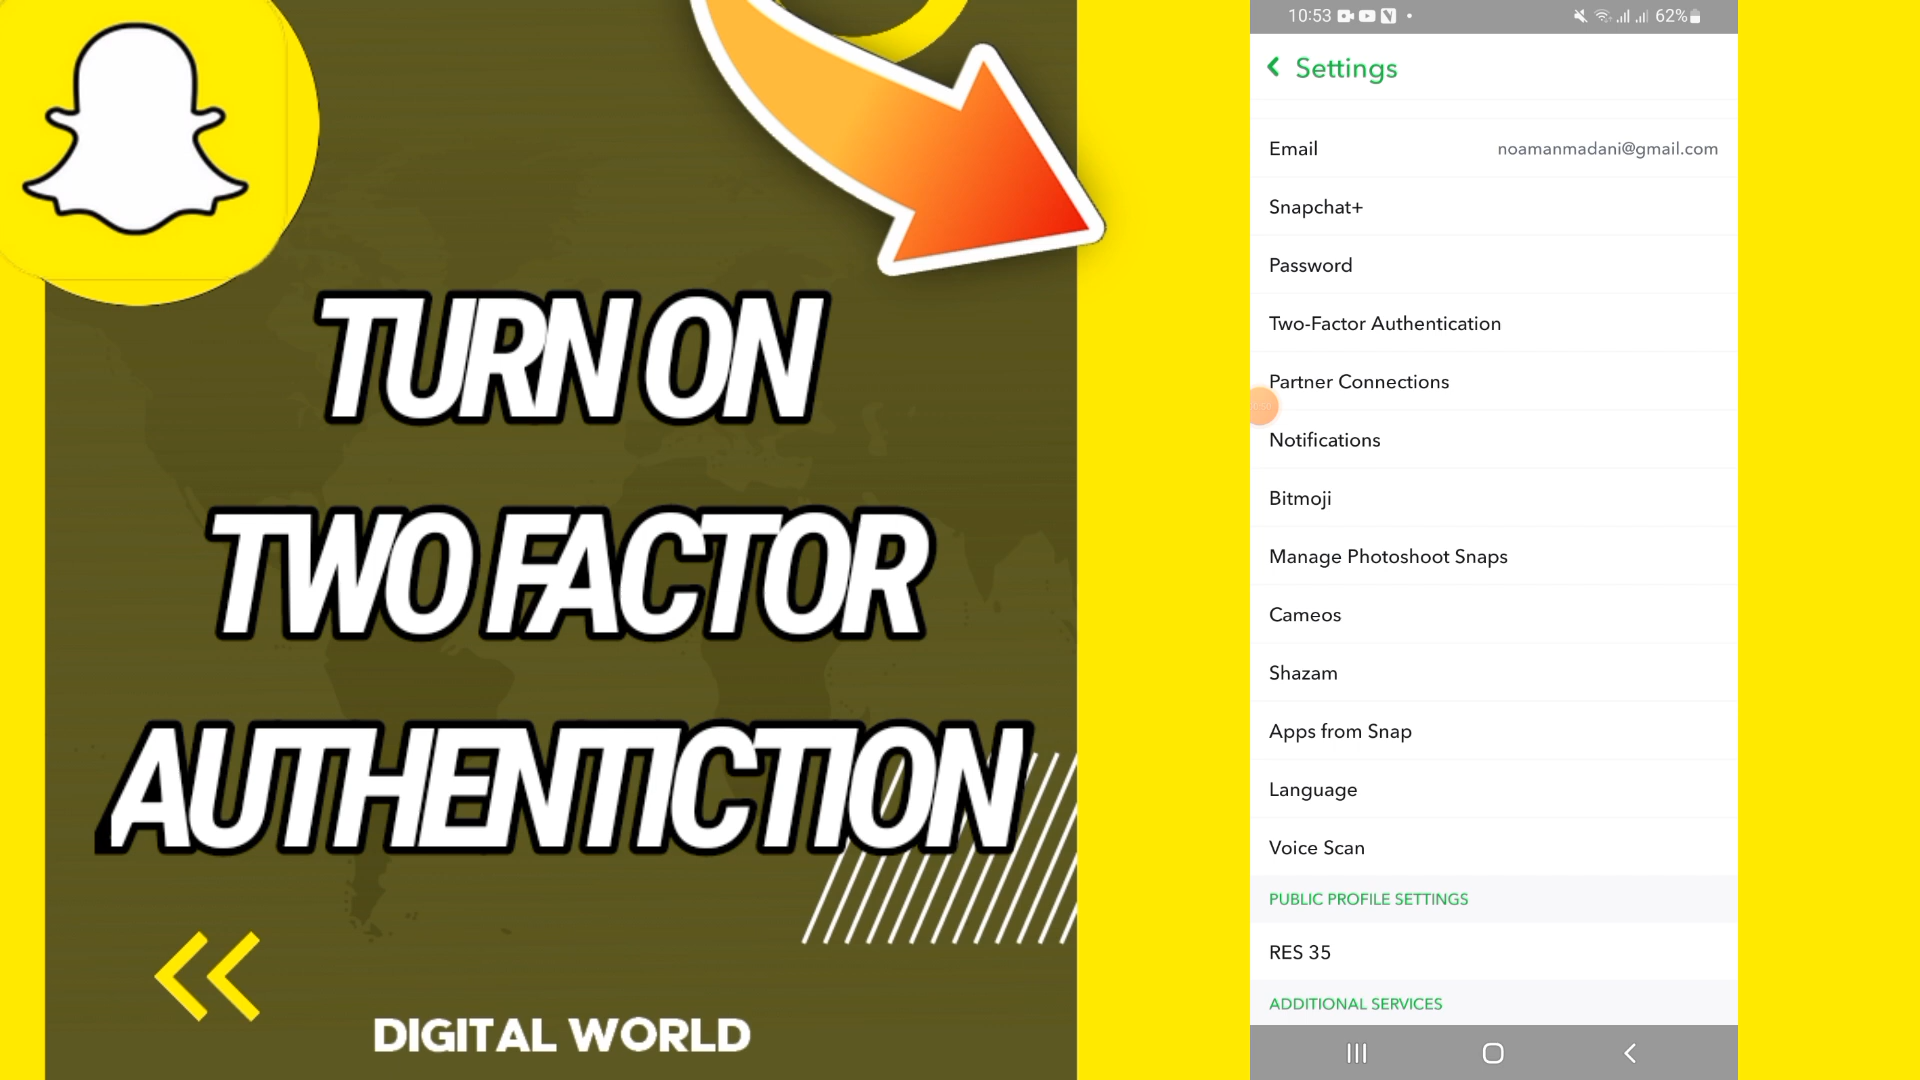 TURN ON
TWO FACTOR
AUTHENTICTION
DIGITAL WORLD
10:53
62%
Settings
Email noamanmadani@gmail.com
Snapchat+
Password
Two-Factor Authentication
Partner Connections
Notifications
Bitmoji
Manage Photoshoot Snaps
Cameos
Shazam
Apps from Snap
Language
Voice Scan
PUBLIC PROFILE SETTINGS
RES 35
ADDITIONAL SERVICES